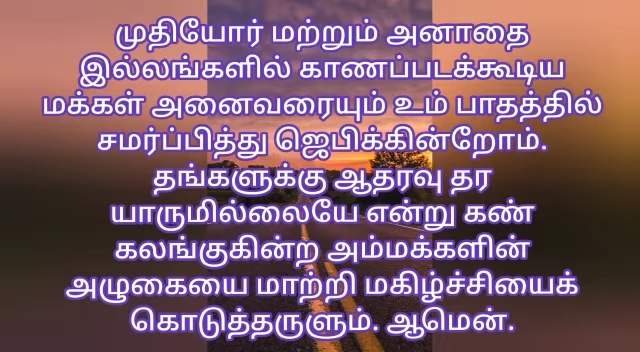 முதியோர் மற்றும் அனாதை
இல்லங்களில் காணப்படக்கூடிய
மக்கள் அனைவரையும் உம் பாதத்தில்
சமர்ப்பித்து ஜெபிக்கின்றோம்.
தங்களுக்கு ஆதரவு தர
யாருமில்லையே என்று கண்
கலங்குகின்ற அம்மக்களின்
அழுகையை மாற்றி மகிழ்ச்சியைக்
கொடுத்தருளும். ஆமென்.